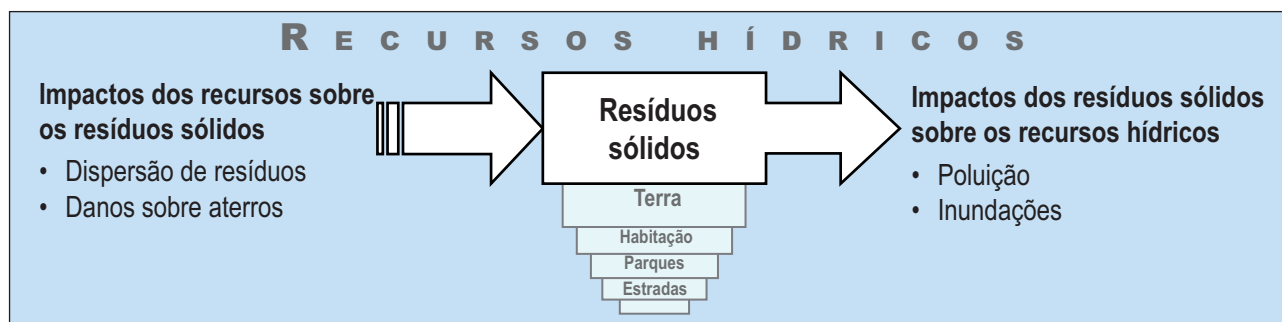 RECURSOS HÍDRICOS
Impactos dos recursos sobre
os resíduos sólidos
• Dispersão de resíduos
• Danos sobre aterros
Resíduos
sólidos
Terra
Habitação
Parques
Estradas
Impactos dos resíduos sólidos
sobre os recursos hídricos
• Poluição
• Inundações